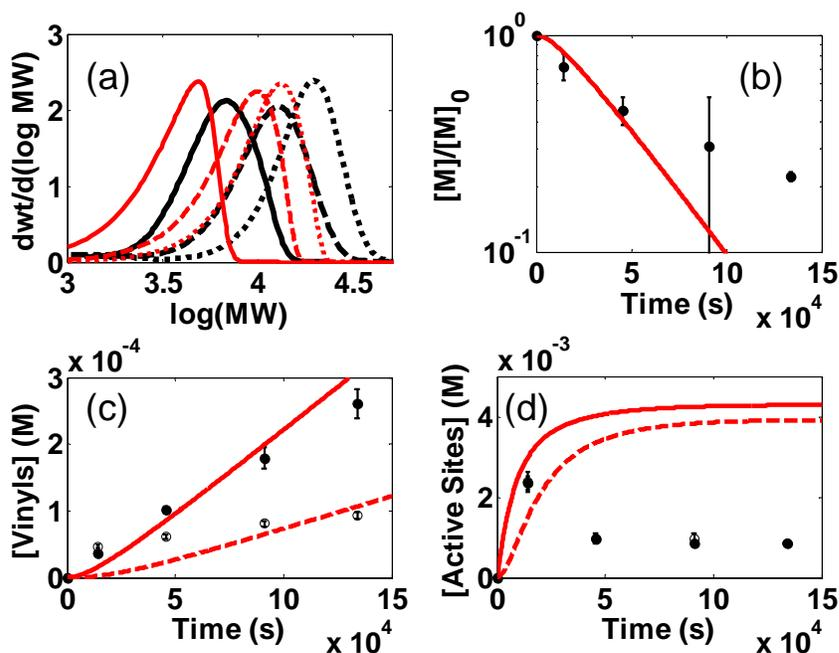 (a)
dwt/d(log MW)
3
2
1
0
3 3.5 4 4.5
log(MW)
(b)
[M]/[M]0
10^0
10^-1
0 5 10 15
Time (s) x 10^4
x 10^-4
(c)
[Vinyls] (M)
3
2
1
0
0 5 10 15
Time (s) x 10^4
x 10^-3
(d)
[Active Sites] (M)
4
2
0
0 5 10 15
Time (s) x 10^4